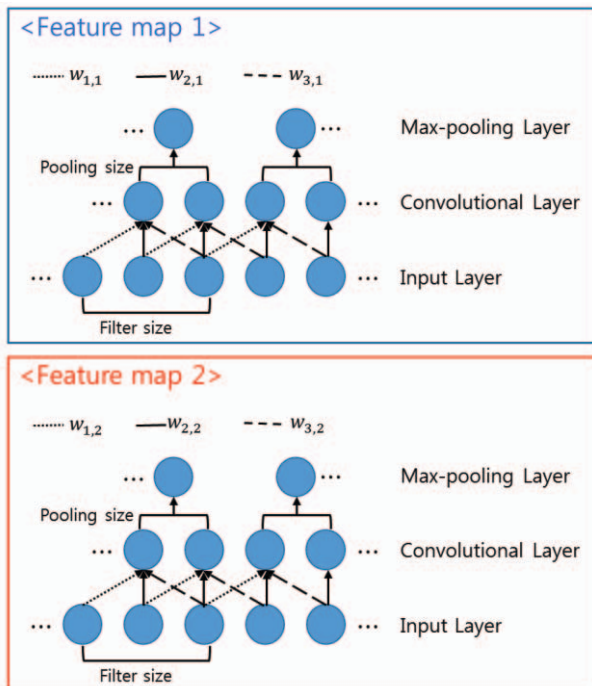 <Feature map 1>
w1,1 w2,1 w3,1
... ... Max-pooling Layer
Pooling size
... ... Convolutional Layer
... ... Input Layer
Filter size
<Feature map 2>
w1,2 w2,2 w3,2
... ... Max-pooling Layer
Pooling size
... ... Convolutional Layer
... ... Input Layer
Filter size